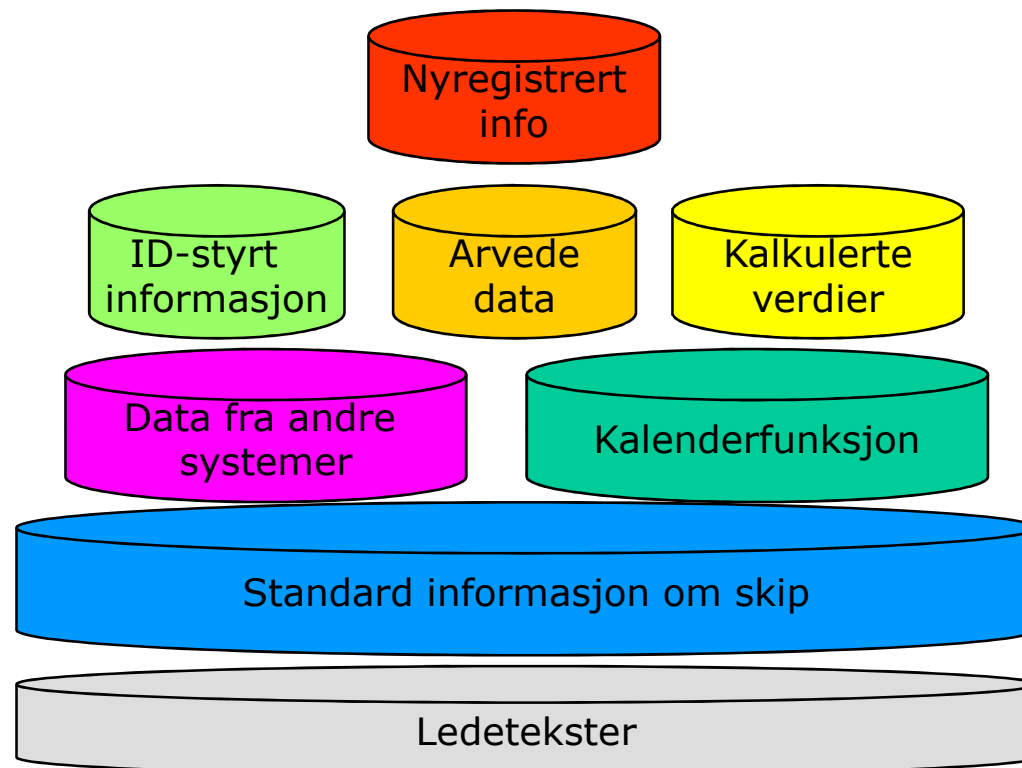 Nyregistrert
info
ID-styrt
informasjon
Arvede
data
Kalkulerte
verdier
Data fra andre
systemer
Kalenderfunksjon
Standard informasjon om skip
Ledetekster